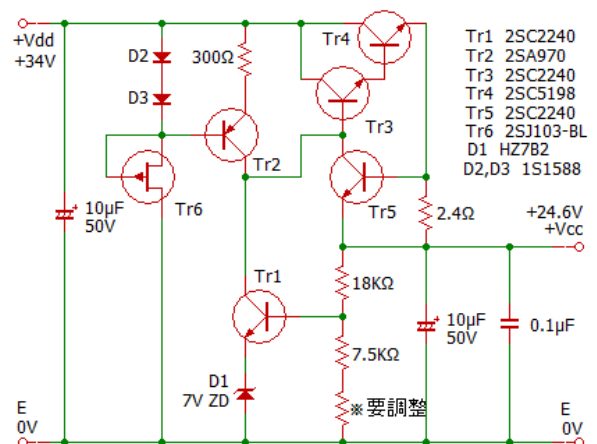 +Vdd
+34V
D2
D3
300Ω
Tr4
Tr3
Tr2
Tr6
Tr5
2.4Ω
Tr1 2SC2240
Tr2 2SA970
Tr3 2SC2240
Tr4 2SC5198
Tr5 2SC2240
Tr6 2SJ103-BL
D1 HZ7B2
D2,D3 1S1588
+24.6V
+Vcc
10μF
50V
Tr1
18KΩ
7.5KΩ
10μF
50V
0.1μF
D1
7V ZD
※要調整
E
0V
E
0V